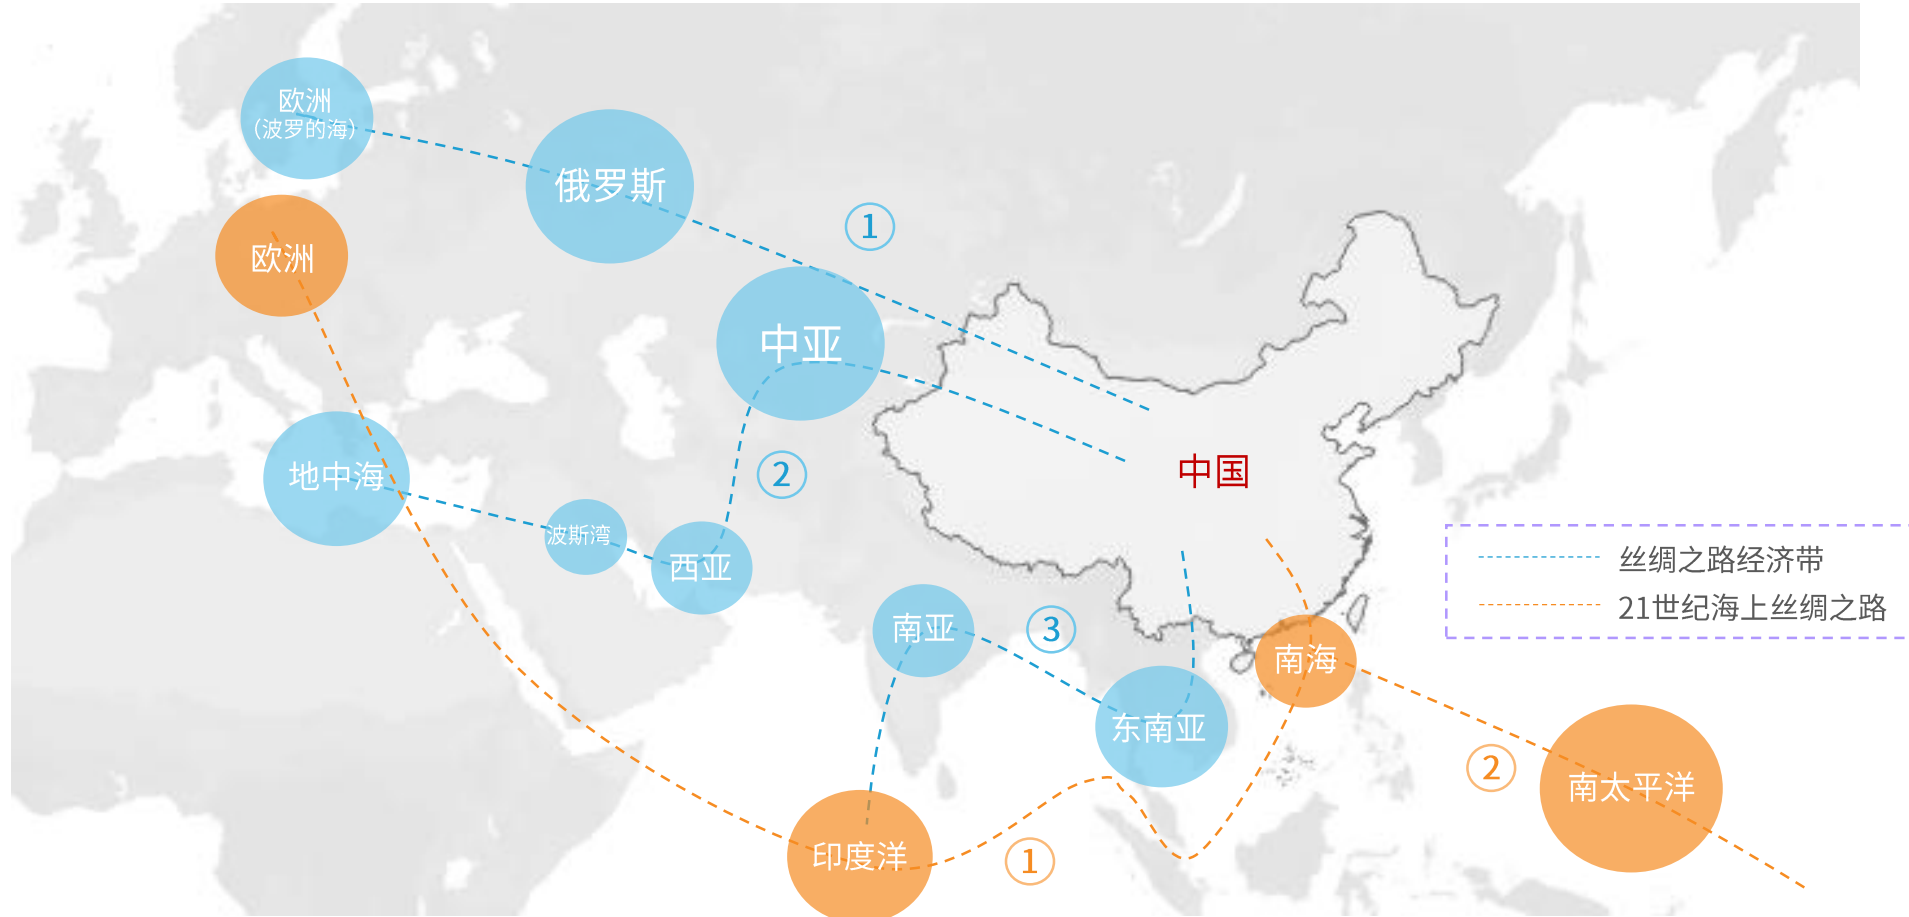 欧洲
（波罗的海）
俄罗斯
欧洲
①
中亚
中国
地中海
②
波斯湾
西亚
丝绸之路经济带
21世纪海上丝绸之路
南亚
③
南海
东南亚
②
南太平洋
印度洋
①